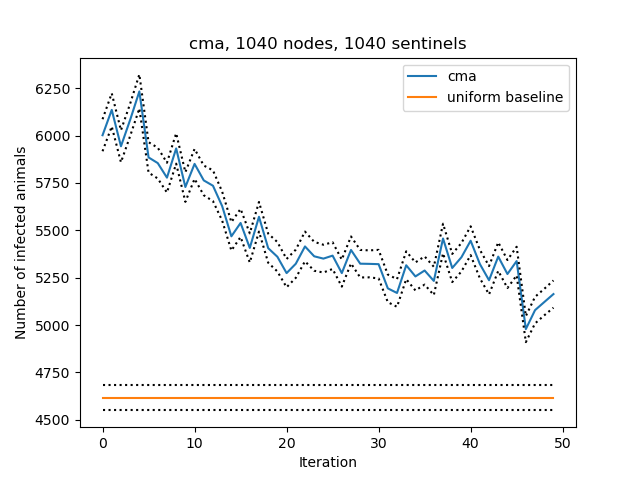 cma, 1040 nodes, 1040 sentinels
cma
uniform baseline
Number of infected animals
6250
6000
5750
5500
5250
5000
4750
4500
0 10 20 30 40 50
Iteration